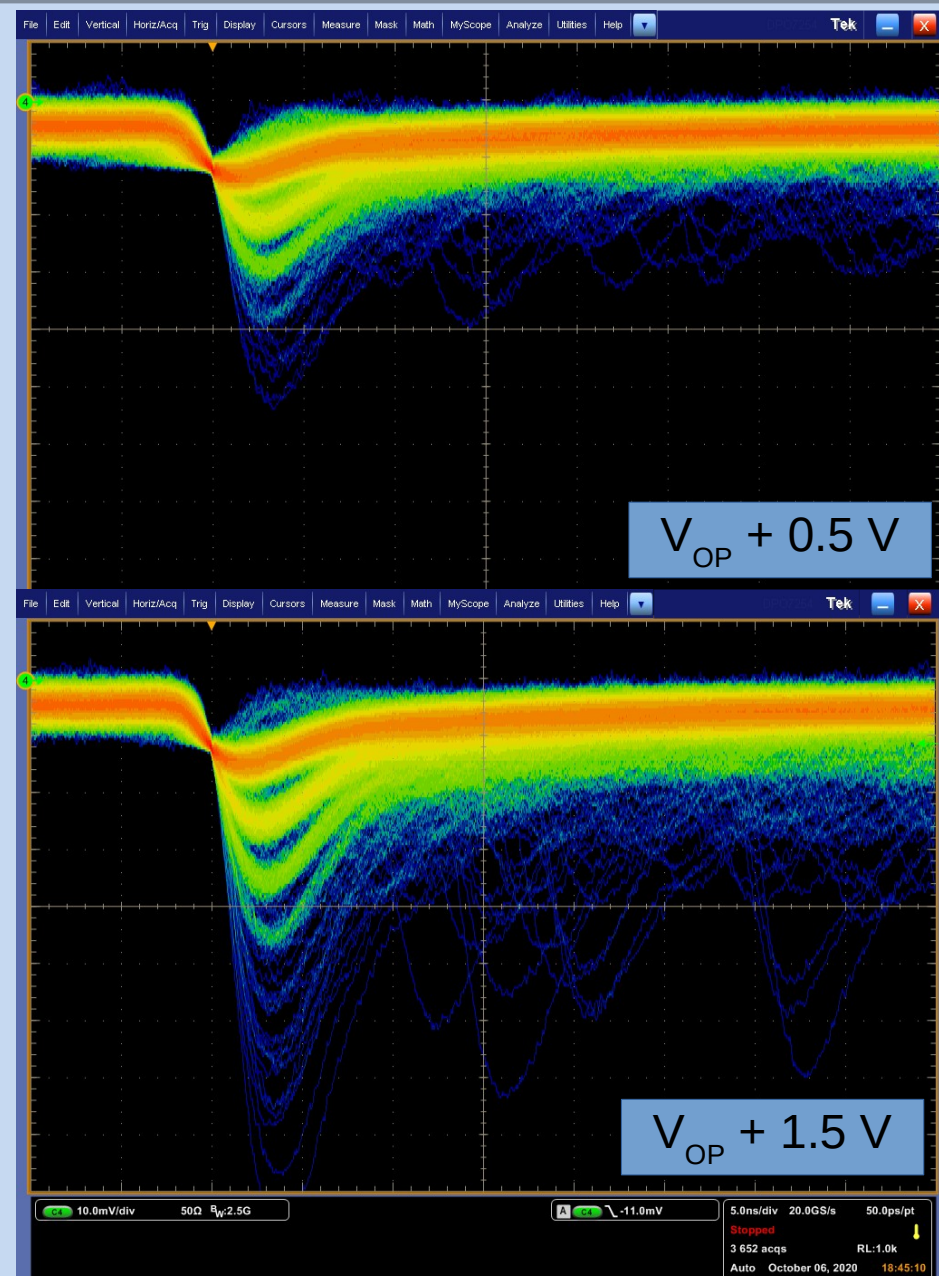 File Edit Vertical Horiz/Acq Trig Display Cursors Measure Mask Math MyScope Analyze Utilities Help Tek X
4
VOP + 0.5 V
File Edit Vertical Horiz/Acq Trig Display Cursors Measure Mask Math MyScope Analyze Utilities Help Tek X
4
VOP + 1.5 V
C4 10.0mV/div 50Ω BW:2.5G A C4 -11.0mV 5.0ns/div 20.0GS/s 50.0ps/pt
Stopped
3 652 acqs RL:1.0k
Auto October 06, 2020 18:45:10